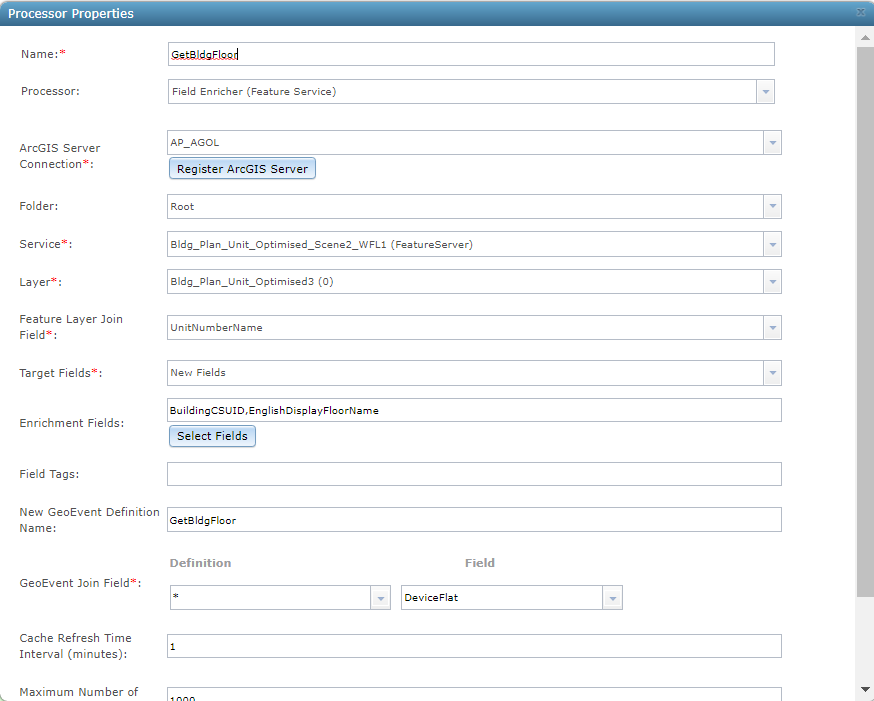 Processor Properties
Name:*
GetBldgFloor
Processor:
Field Enricher (Feature Service)
ArcGIS Server
Connection*:
AP_AGOL
Register ArcGIS Server
Folder:
Root
Service*:
Bldg_Plan_Unit_Optimised_Scene2_WFL1 (FeatureServer)
Layer*:
Bldg_Plan_Unit_Optimised3 (0)
Feature Layer Join
Field*:
UnitNumberName
Target Fields*:
New Fields
Enrichment Fields:
BuildingCSUID,EnglishDisplayFloorName
Select Fields
Field Tags:
New GeoEvent Definition
Name:
GetBldgFloor
Definition Field
GeoEvent Join Field*:
* DeviceFlat
Cache Refresh Time
Interval (minutes):
1
Maximum Number of
1000